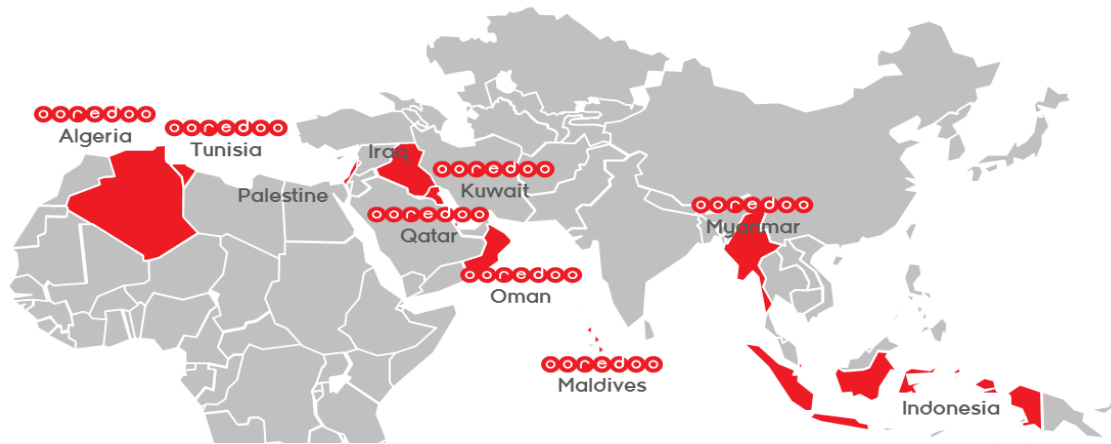 ooredoo
Algeria
ooredoo
Tunisia
Iraq
ooredoo
Kuwait
Palestine
ooredoo
Qatar
ooredoo
Myanmar
ooredoo
Oman
ooredoo
Maldives
Indonesia